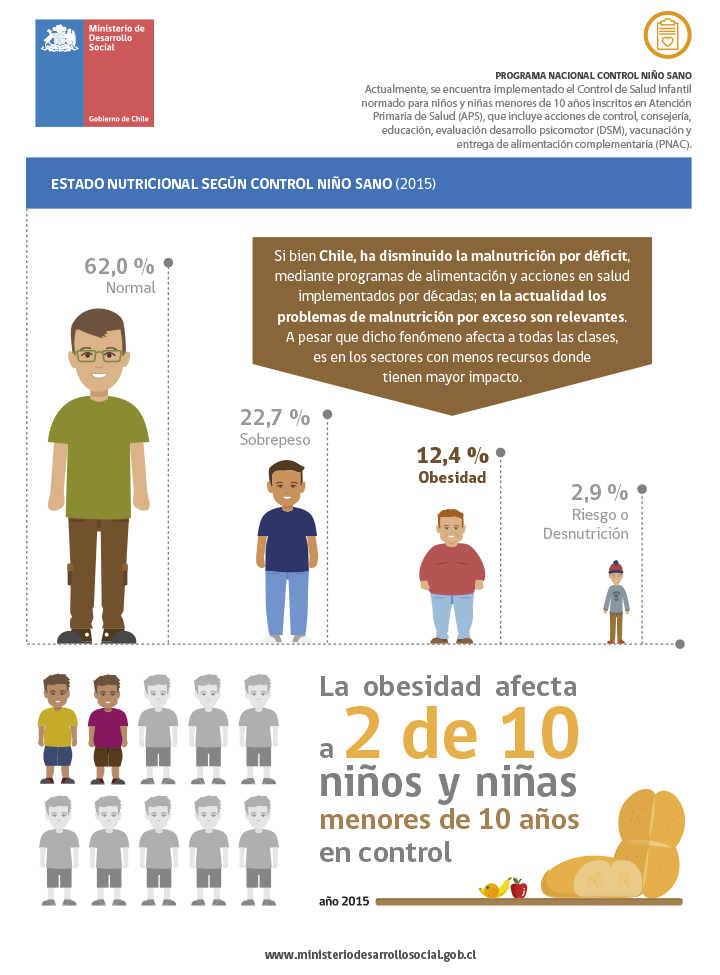 Ministerio de
Desarrollo
Social
Gobierno de Chile
PROGRAMA NACIONAL CONTROL NIÑO SANO
Actualmente, se encuentra implementado el Control de Salud Infantil
normado para niños y niñas menores de 10 años inscritos en Atención
Primaria de Salud (APS), que incluye acciones de control, consejería,
educación, evaluación desarrollo psicomotor (DSM), vacunación y
entrega de alimentación complementaria (PNAC).
ESTADO NUTRICIONAL SEGÚN CONTROL NIÑO SANO (2015)
62,0 %
Normal
Si bien Chile, ha disminuido la malnutrición por déficit,
mediante programas de alimentación y acciones en salud
implementados por décadas; en la actualidad los
problemas de malnutrición por exceso son relevantes.
A pesar que dicho fenómeno afecta a todas las clases,
es en los sectores con menos recursos donde
tienen mayor impacto.
22,7 %
Sobrepeso
12,4 %
Obesidad
2,9 %
Riesgo o
Desnutrición
La obesidad afecta
a 2 de 10
niños y niñas
menores de 10 años
en control
año 2015
www.ministeriodesarrollosocial.gob.cl